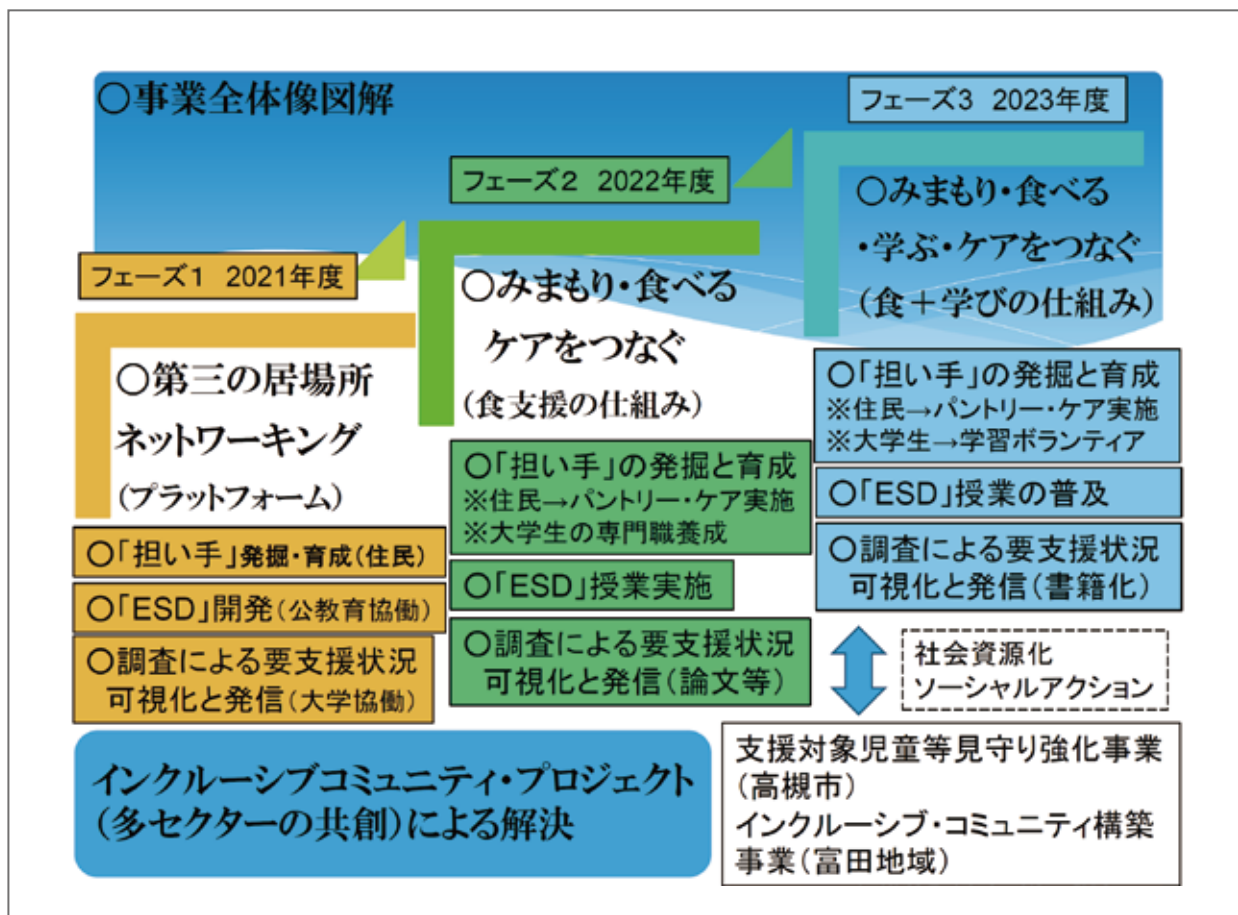 〇事業全体像図解
フェーズ1 2021年度
〇第三の居場所
ネットワーキング
(プラットフォーム)
〇「担い手」発掘・育成(住民)
〇「ESD」開発(公教育協働)
〇調査による要支援状況
可視化と発信(大学協働)
フェーズ2 2022年度
〇みまもり・食べる
ケアをつなぐ
(食支援の仕組み)
〇「担い手」の発掘と育成
※住民→パントリー・ケア実施
※大学生の専門職養成
〇「ESD」授業実施
〇調査による要支援状況
可視化と発信(論文等)
フェーズ3 2023年度
〇みまもり・食べる
・学ぶ・ケアをつなぐ
(食+学びの仕組み)
〇「担い手」の発掘と育成
※住民→パントリー・ケア実施
※大学生→学習ボランティア
〇「ESD」授業の普及
〇調査による要支援状況
可視化と発信(書籍化)
社会資源化
ソーシャルアクション
支援対象児童等見守り強化事業
(高槻市)
インクルーシブ・コミュニティ構築
事業(富田地域)
インクルーシブコミュニティ・プロジェクト
(多セクターの共創)による解決